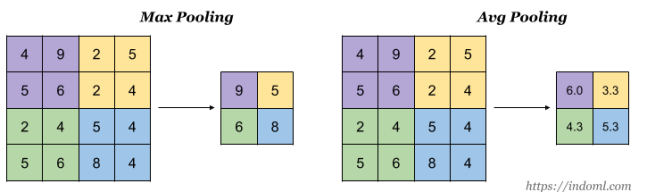 Max Pooling Avg Pooling
4 9 2 5 4 9 2 5
5 6 2 4 9 5 5 6 2 4 6.0 3.3
2 4 5 4 6 8 2 4 5 4 4.3 5.3
5 6 8 4 5 6 8 4
https://indoml.com